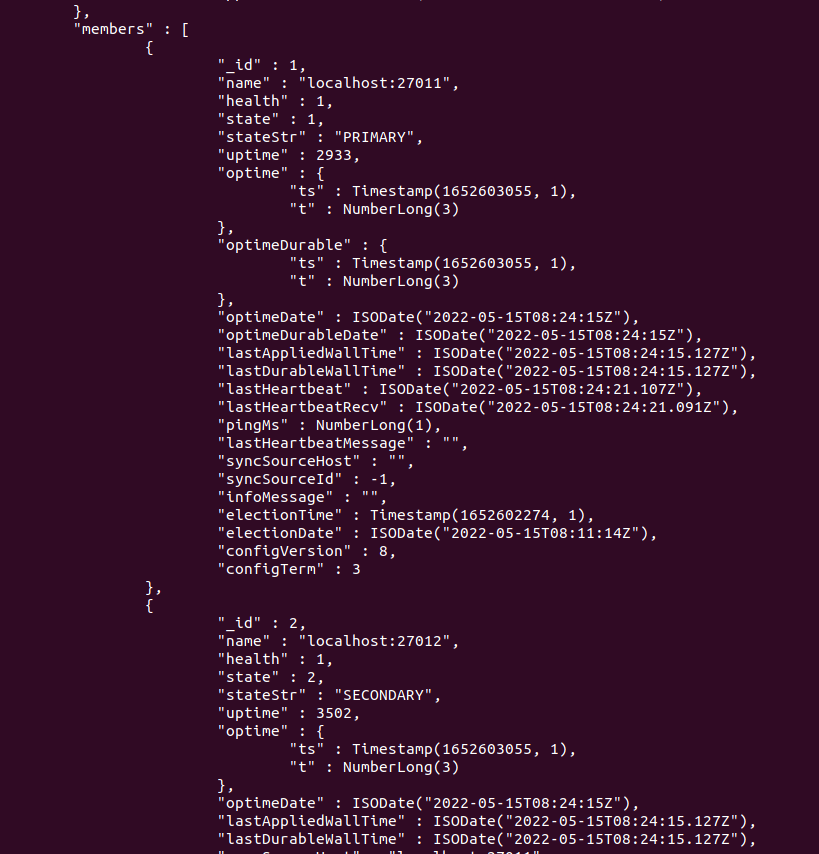 },
"members" : [
{
"_id" : 1,
"name" : "localhost:27011",
"health" : 1,
"state" : 1,
"stateStr" : "PRIMARY",
"uptime" : 2933,
"optime" : {
"ts" : Timestamp(1652603055, 1),
"t" : NumberLong(3)
},
"optimeDurable" : {
"ts" : Timestamp(1652603055, 1),
"t" : NumberLong(3)
},
"optimeDate" : ISODate("2022-05-15T08:24:15Z"),
"optimeDurableDate" : ISODate("2022-05-15T08:24:15Z"),
"lastAppliedWallTime" : ISODate("2022-05-15T08:24:15.127Z"),
"lastDurableWallTime" : ISODate("2022-05-15T08:24:15.127Z"),
"lastHeartbeat" : ISODate("2022-05-15T08:24:21.107Z"),
"lastHeartbeatRecv" : ISODate("2022-05-15T08:24:21.091Z"),
"pingMs" : NumberLong(1),
"lastHeartbeatMessage" : "",
"syncSourceHost" : "",
"syncSourceId" : -1,
"infoMessage" : "",
"electionTime" : Timestamp(1652602274, 1),
"electionDate" : ISODate("2022-05-15T08:11:14Z"),
"configVersion" : 8,
"configTerm" : 3
},
{
"_id" : 2,
"name" : "localhost:27012",
"health" : 1,
"state" : 2,
"stateStr" : "SECONDARY",
"uptime" : 3502,
"optime" : {
"ts" : Timestamp(1652603055, 1),
"t" : NumberLong(3)
},
"optimeDate" : ISODate("2022-05-15T08:24:15Z"),
"lastAppliedWallTime" : ISODate("2022-05-15T08:24:15.127Z"),
"lastDurableWallTime" : ISODate("2022-05-15T08:24:15.127Z"),